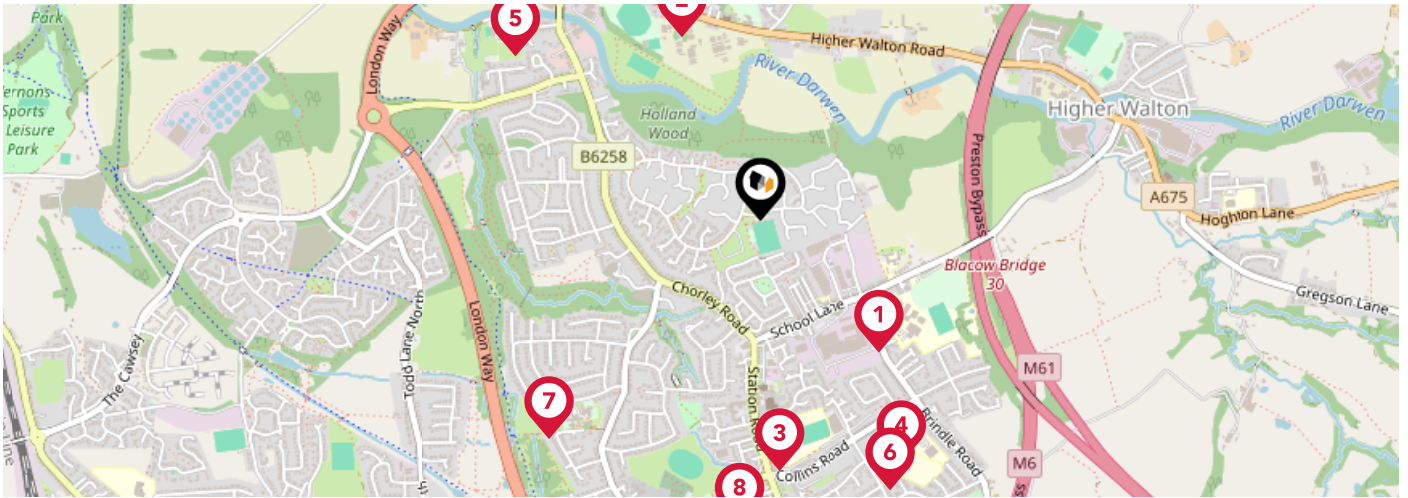 Park
5
London Way
Higher Walton Road
River Darwen
Sports
Leisure
Park
Holland
Wood
Higher Walton
River Darwen
B6258
Preston Bypass
A675
Hoghton Lane
Blacow Bridge
30
Chorley Road
School Lane
1
Gregson Lane
Todd Lane North
London Way
The Cawsey
M61
7
Station Road
3
4
Brindle Road
6
Collins Road
M6
8